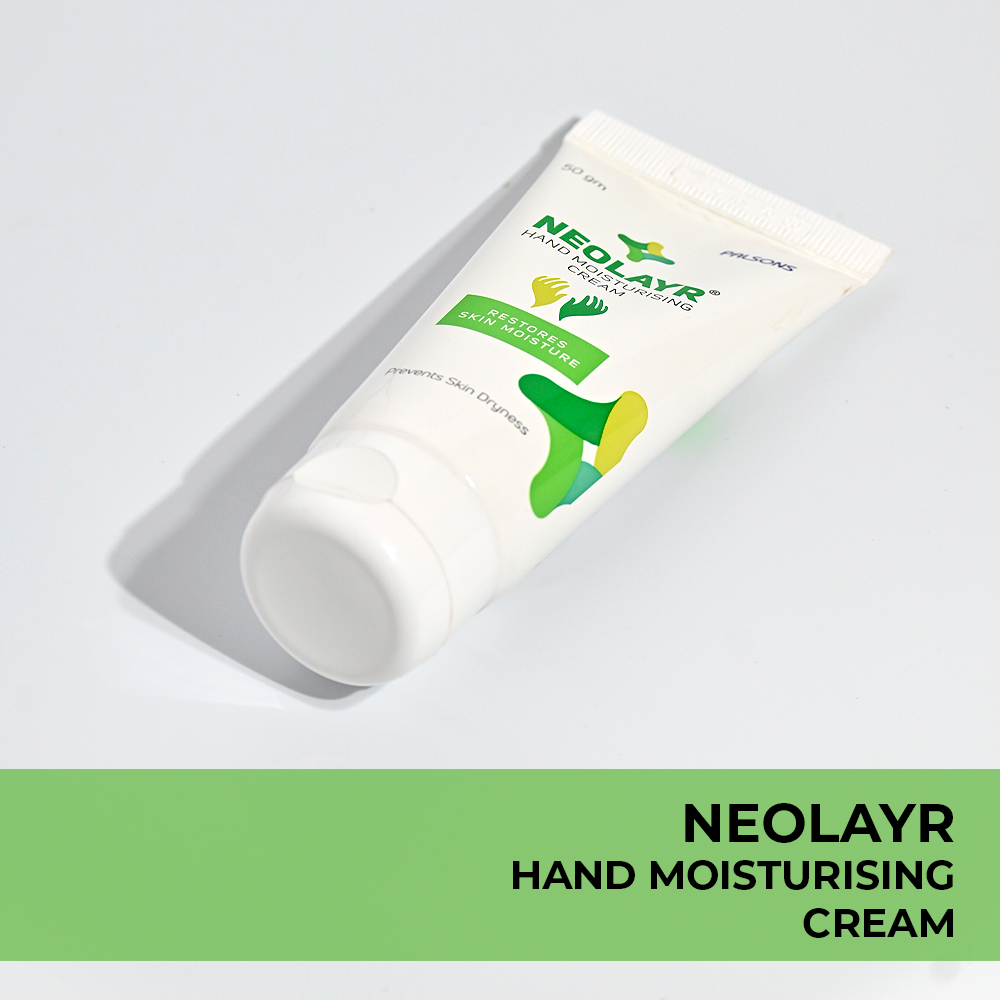 50 gm
PALSONS
NEOLAYR®
HAND MOISTURISING
CREAM
RESTORES
SKIN MOISTURE
Prevents Skin Dryness
NEOLAYR
HAND MOISTURISING
CREAM